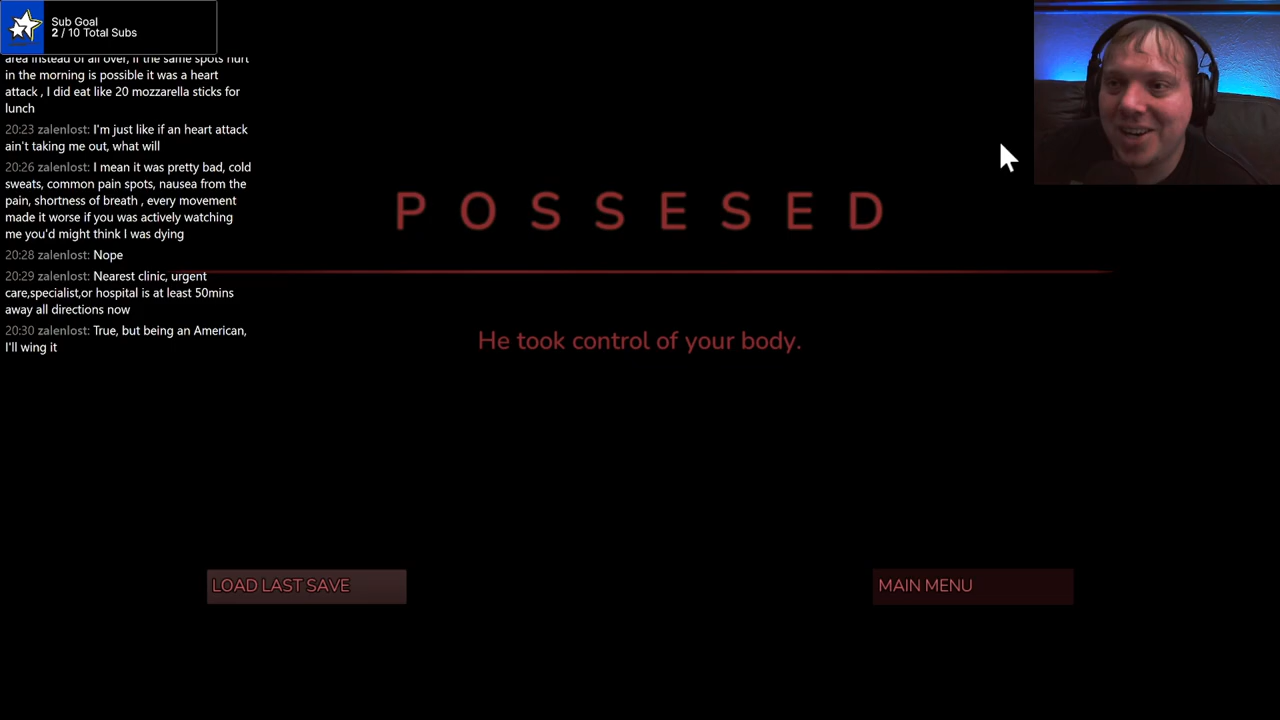 Sub Goal
2 / 10 Total Subs
area instead of all over, if the same spots hurt
in the morning is possible it was a heart
attack , I did eat like 20 mozzarella sticks for
lunch
20:23 zalenlost: I'm just like if an heart attack
ain't taking me out, what will
20:26 zalenlost: I mean it was pretty bad, cold
sweats, common pain spots, nausea from the
pain, shortness of breath , every movement
made it worse if you was actively watching
me you'd might think I was dying
20:28 zalenlost: Nope
20:29 zalenlost: Nearest clinic, urgent
care,specialist,or hospital is at least 50mins
away all directions now
20:30 zalenlost: True, but being an American,
I'll wing it
POSSESED
He took control of your body.
LOAD LAST SAVE
MAIN MENU